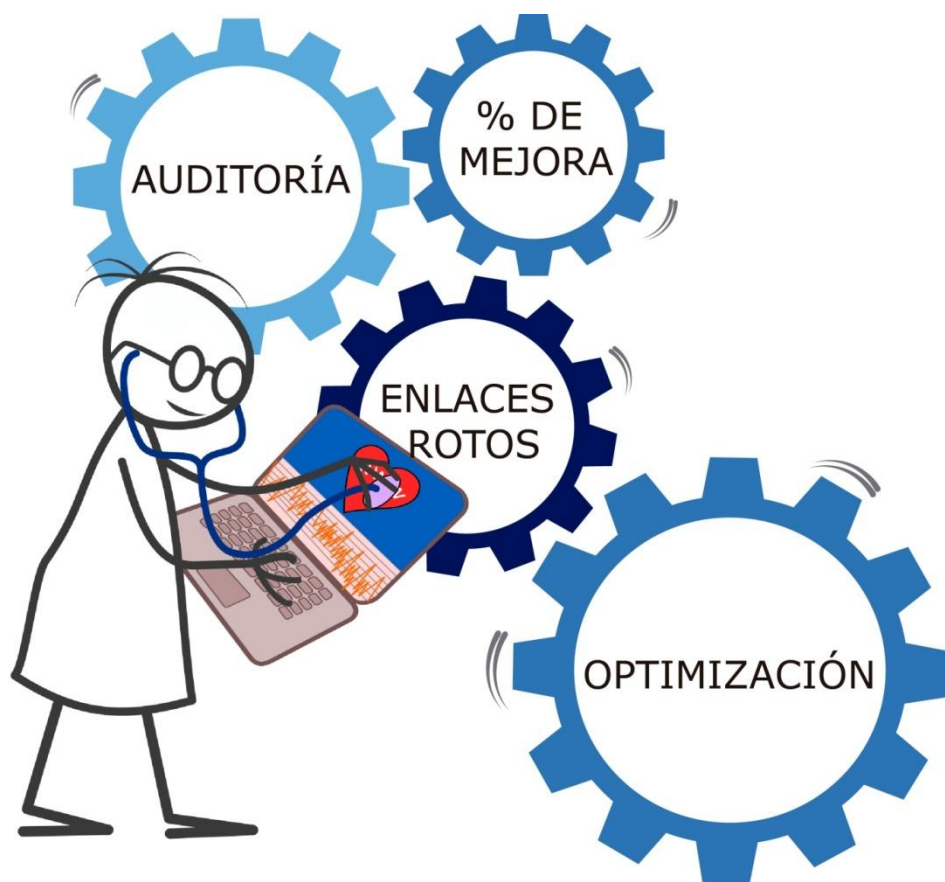 AUDITORÍA
% DE
MEJORA
ENLACES
ROTOS
OPTIMIZACIÓN